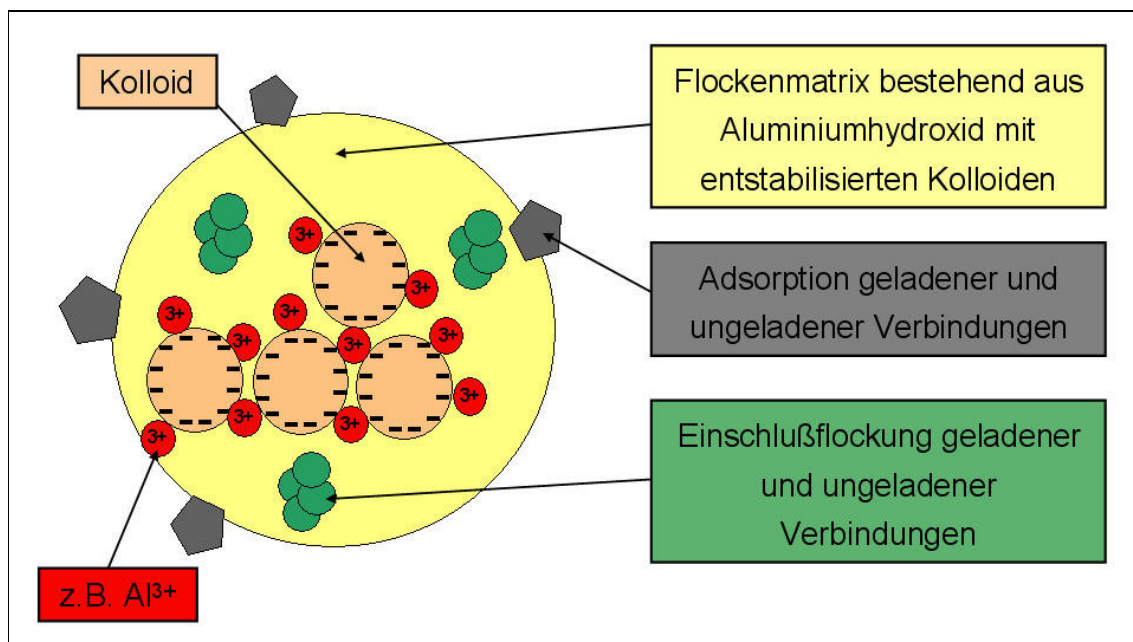 Kolloid
Flockenmatrix bestehend aus
Aluminiumhydroxid mit
entstabilisierten Kolloiden
Adsorption geladener und
ungeladener Verbindungen
Einschlußflockung geladener
und ungeladener
Verbindungen
z.B. Al³⁺
3+
3+
3+
3+
3+
3+
3+
3+
3+
3+
3+